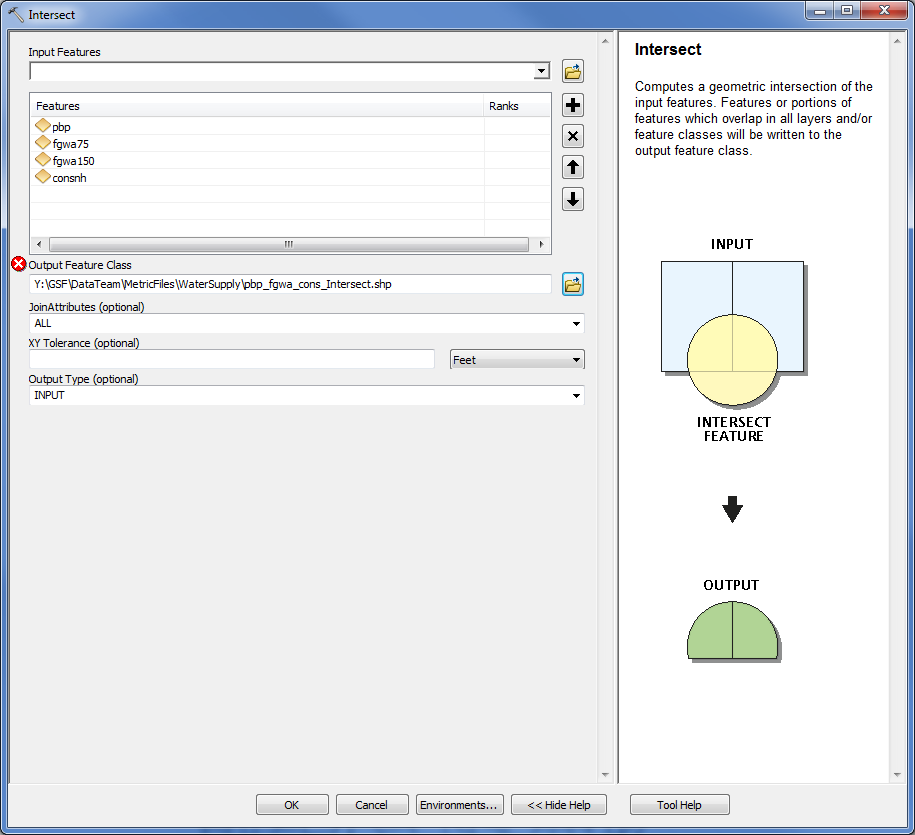 Intersect
Input Features
Features Ranks
pbp
fgwa75
fgwa150
consnh
Output Feature Class
Y:\GSF\DataTeam\MetricFiles\WaterSupply\pbp_fgwa_cons_Intersect.shp
JoinAttributes (optional)
ALL
XY Tolerance (optional)
Feet
Output Type (optional)
INPUT
OK Cancel Environments... << Hide Help Tool Help
Intersect
Computes a geometric intersection of the
input features. Features or portions of
features which overlap in all layers and/or
feature classes will be written to the
output feature class.
INPUT
INTERSECT
FEATURE
OUTPUT